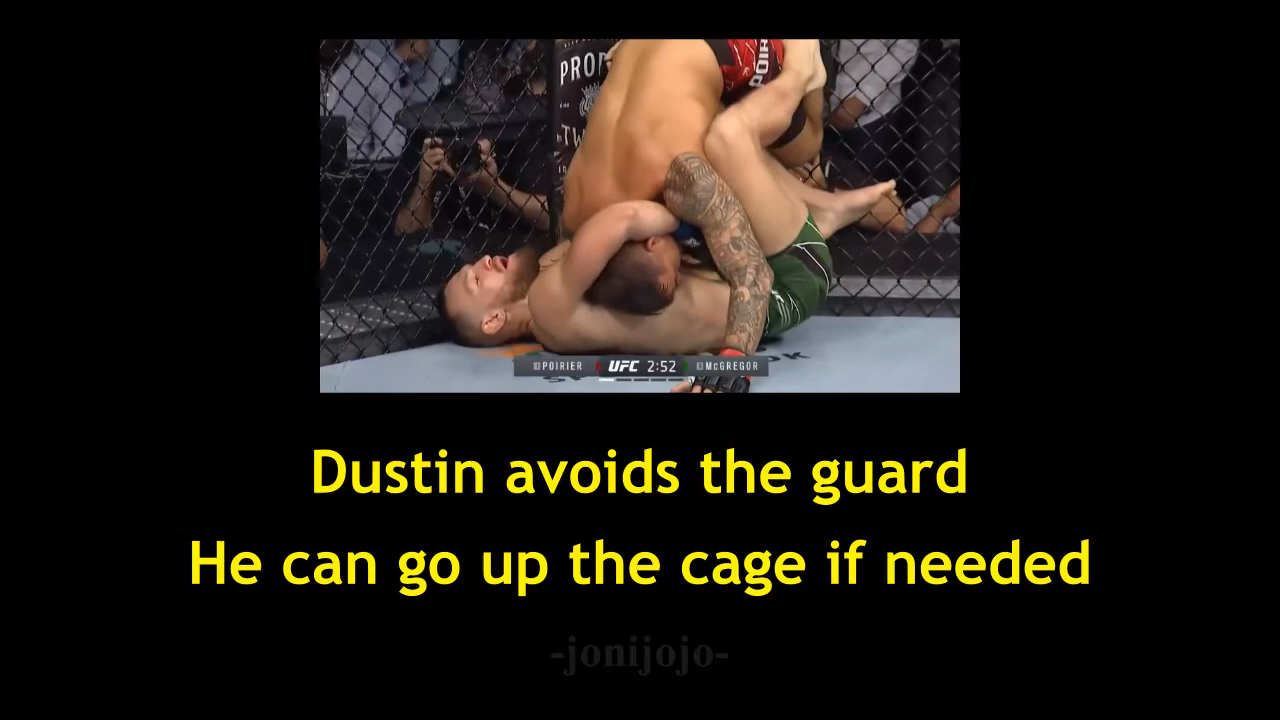 PROP
TW
POIR
POIRIER UFC 2:52 McGREGOR
Dustin avoids the guard
He can go up the cage if needed
-jonijojo-